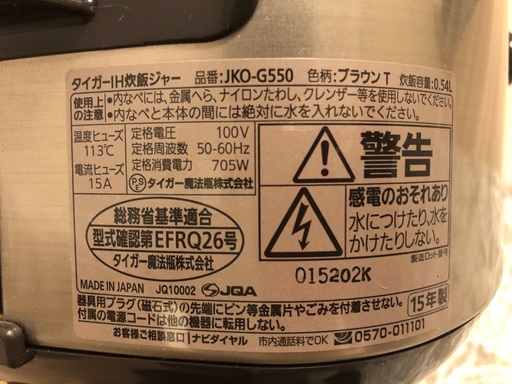 タイガーIH炊飯ジャー 品番:JKO-G550 色柄:ブラウン T 炊飯容量:0.54L
使用上の注意
•内なべには、金属へら、ナイロンたわし、クレンザー等を使用しないでください。
•内なべと本体の間には絶対に水を入れないでください。
温度ヒューズ 113℃
電流ヒューズ 15A
定格電圧 100V
定格周波数 50-60Hz
定格消費電力 705W
タイガー魔法瓶株式会社
警告
感電のおそれあり
水につけたり、水をかけたりしない。
総務省基準適合
型式確認第EFRQ26号
タイガー魔法瓶株式会社
製造ロット番号
015202K
MADE IN JAPAN JQ10002 JQA
器具用プラグ(磁石式)の先端にピン等金属片やごみを付着させない。
付属の電源コードは他の機器に転用しない。
15年製
お客様ご相談窓口 ナビダイヤル 市内通話料でOK 0570-011101